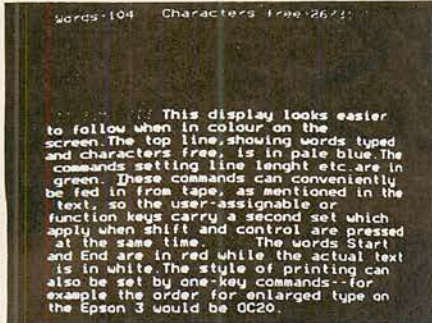 Words·104 Characters free·2673
This display looks easier
to follow when in colour on the
screen.The top line,showing words typed
and characters free, is in pale blue.The
commands setting line lenght etc.are in
green. These commands can conveniently
be fed in from tape, as mentioned in the
text, so the user-assignable or
function keys carry a second set which
apply when shift and control are pressed
at the same time. The words Start
and End are in red while the actual text
is in white.The style of printing can
also be set by one-key commands--for
example the order for enlarged type on
the Epson 3 would be OC20.